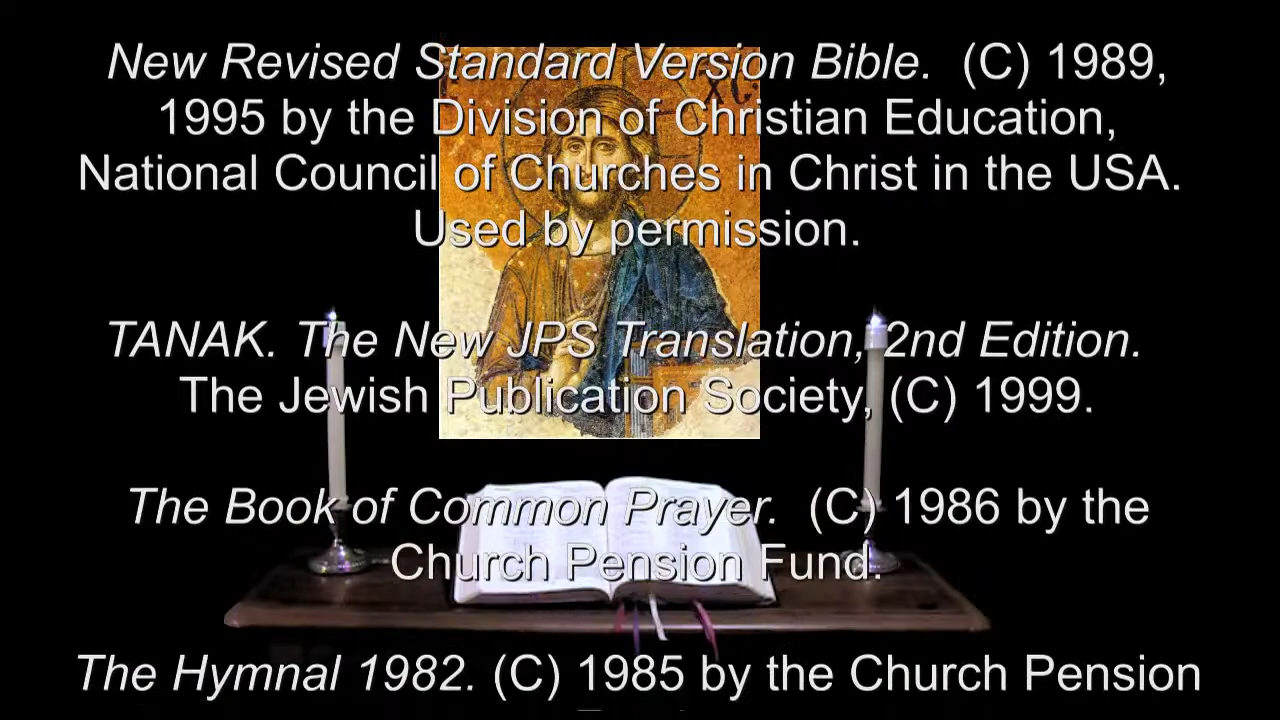 New Revised Standard Version Bible. (C) 1989,
1995 by the Division of Christian Education,
National Council of Churches in Christ in the USA.
Used by permission.
TANAK. The New JPS Translation, 2nd Edition.
The Jewish Publication Society, (C) 1999.
The Book of Common Prayer. (C) 1986 by the
Church Pension Fund.
The Hymnal 1982. (C) 1985 by the Church Pension